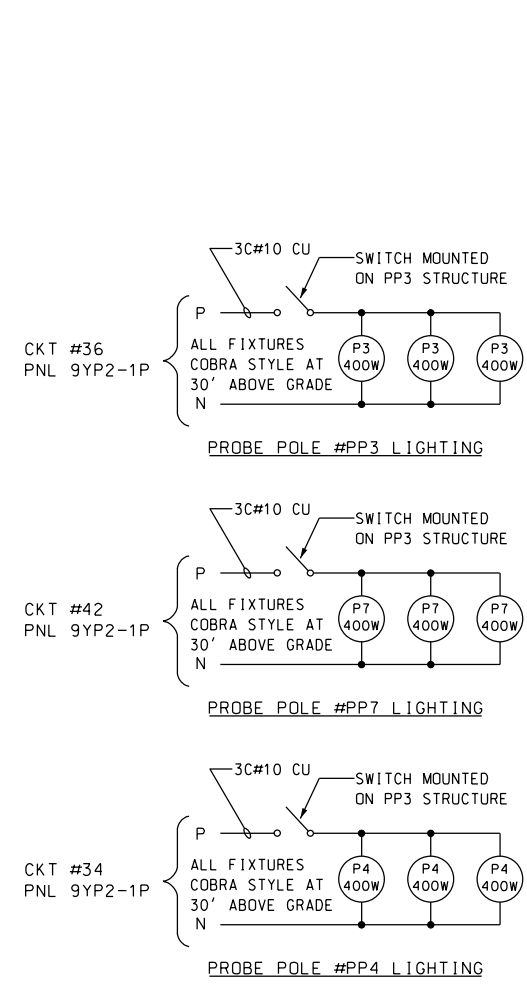 3C#10 CU
SWITCH MOUNTED
ON PP3 STRUCTURE
P
CKT #36
PNL 9YP2-1P
ALL FIXTURES
COBRA STYLE AT
30' ABOVE GRADE
N
P3
400W
P3
400W
P3
400W
PROBE POLE #PP3 LIGHTING
3C#10 CU
SWITCH MOUNTED
ON PP3 STRUCTURE
P
CKT #42
PNL 9YP2-1P
ALL FIXTURES
COBRA STYLE AT
30' ABOVE GRADE
N
P7
400W
P7
400W
P7
400W
PROBE POLE #PP7 LIGHTING
3C#10 CU
SWITCH MOUNTED
ON PP3 STRUCTURE
P
CKT #34
PNL 9YP2-1P
ALL FIXTURES
COBRA STYLE AT
30' ABOVE GRADE
N
P4
400W
P4
400W
P4
400W
PROBE POLE #PP4 LIGHTING